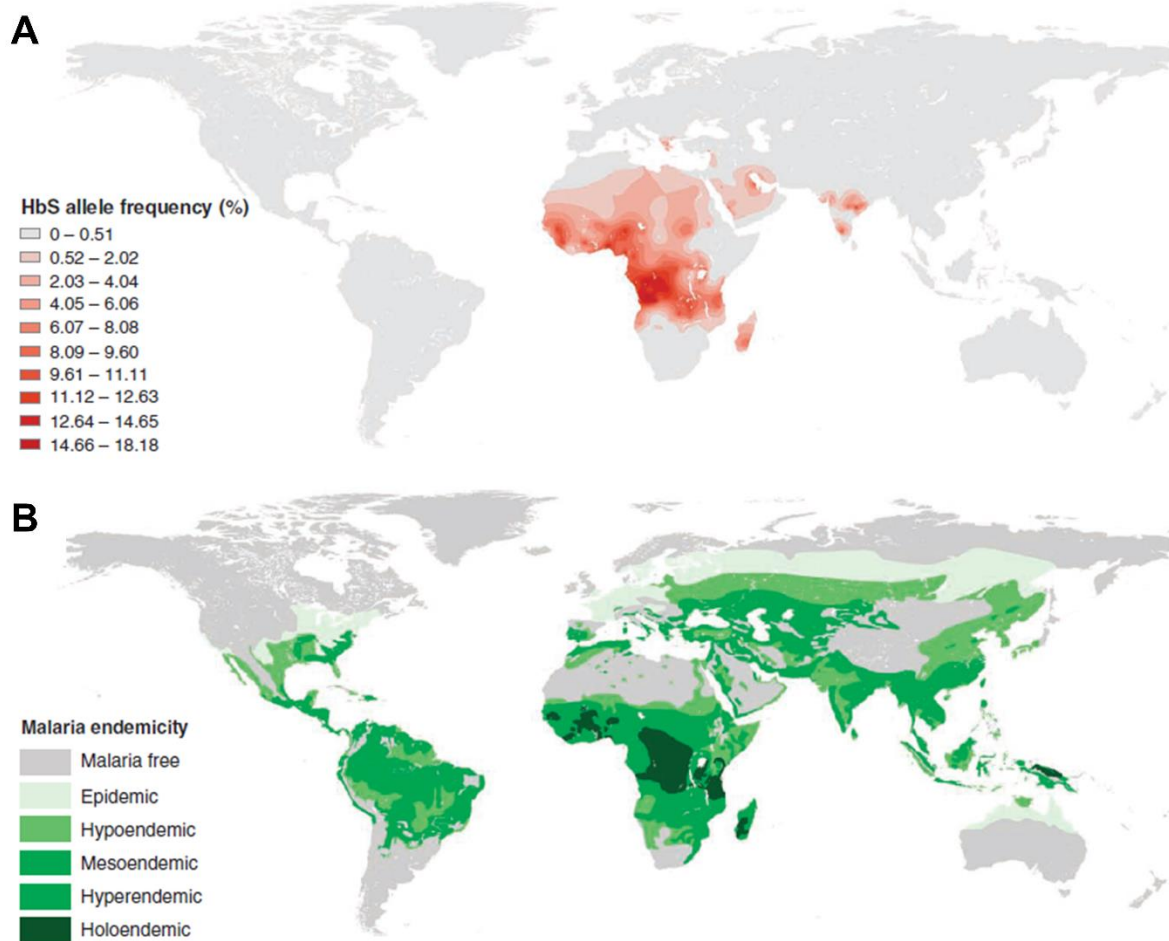 A
HbS allele frequency (%)
0 – 0.51
0.52 – 2.02
2.03 – 4.04
4.05 – 6.06
6.07 – 8.08
8.09 – 9.60
9.61 – 11.11
11.12 – 12.63
12.64 – 14.65
14.66 – 18.18
B
Malaria endemicity
Malaria free
Epidemic
Hypoendemic
Mesoendemic
Hyperendemic
Holoendemic